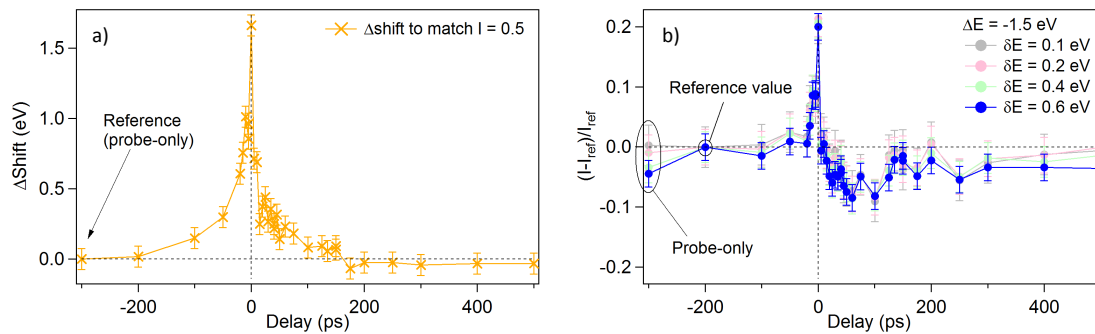 a)
Δshift to match I = 0.5
Reference
(probe-only)
ΔShift (eV)
1.5
1.0
0.5
0.0
-200
0
200
400
Delay (ps)
b)
ΔE = -1.5 eV
δE = 0.1 eV
δE = 0.2 eV
δE = 0.4 eV
δE = 0.6 eV
Reference value
Probe-only
(I-Iref)/Iref
0.2
0.1
0.0
-0.1
-0.2
-200
0
200
400
Delay (ps)